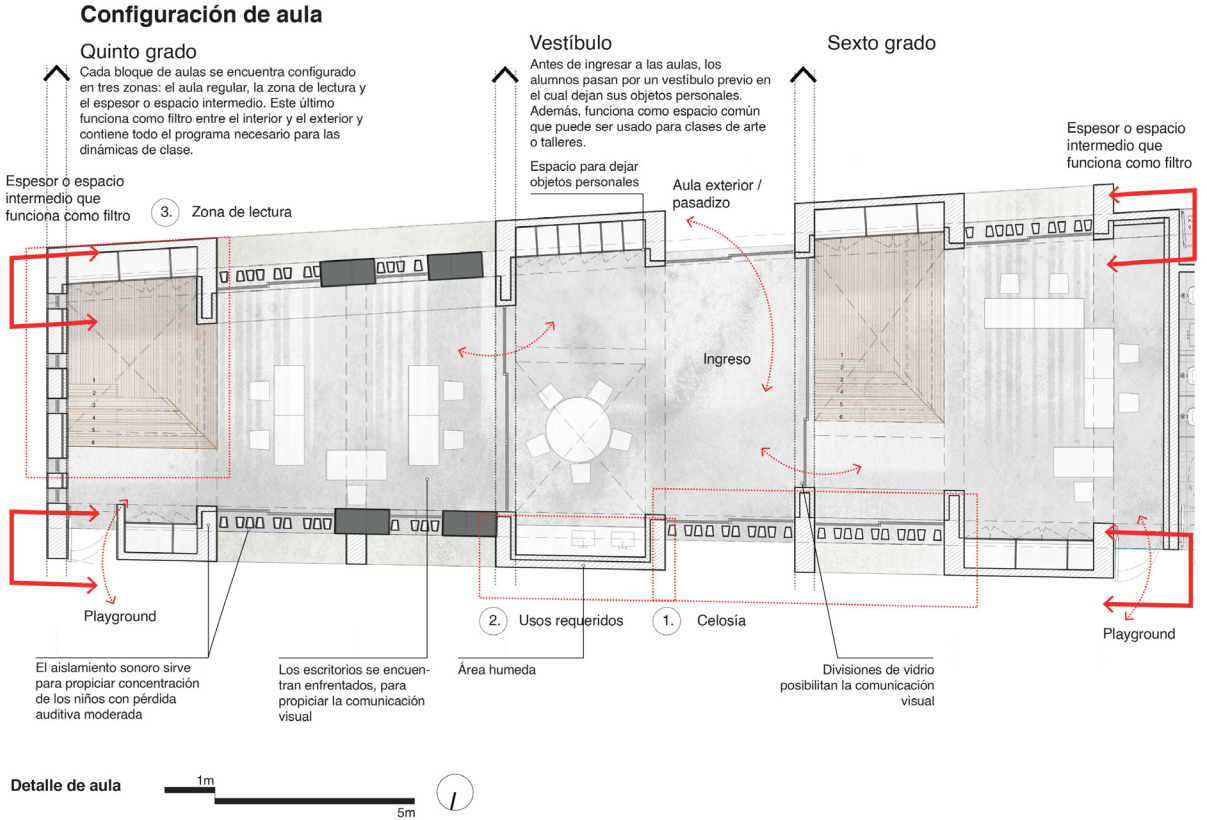 Configuración de aula
Quinto grado
Cada bloque de aulas se encuentra configurado
en tres zonas: el aula regular, la zona de lectura y
el espesor o espacio intermedio. Este último
funciona como filtro entre el interior y el exterior y
contiene todo el programa necesario para las
dinámicas de clase.
Vestíbulo
Antes de ingresar a las aulas, los
alumnos pasan por un vestíbulo previo en
el cual dejan sus objetos personales.
Además, funciona como espacio común
que puede ser usado para clases de arte
o talleres.
Sexto grado
Espesor o espacio
intermedio que
funciona como filtro
Espesor o espacio
intermedio que
funciona como filtro
3.
Zona de lectura
Espacio para dejar
objetos personales
Aula exterior /
pasadizo
Ingreso
1
2
3
4
5
6
1
2
3
4
5
6
Playground
2.
Usos requeridos
1.
Celosía
Playground
El aislamiento sonoro sirve
para propiciar concentración
de los niños con pérdida
auditiva moderada
Los escritorios se encuen-
tran enfrentados, para
propiciar la comunicación
visual
Área humeda
Divisiones de vidrio
posibilitan la comunicación
visual
Detalle de aula
1m
5m